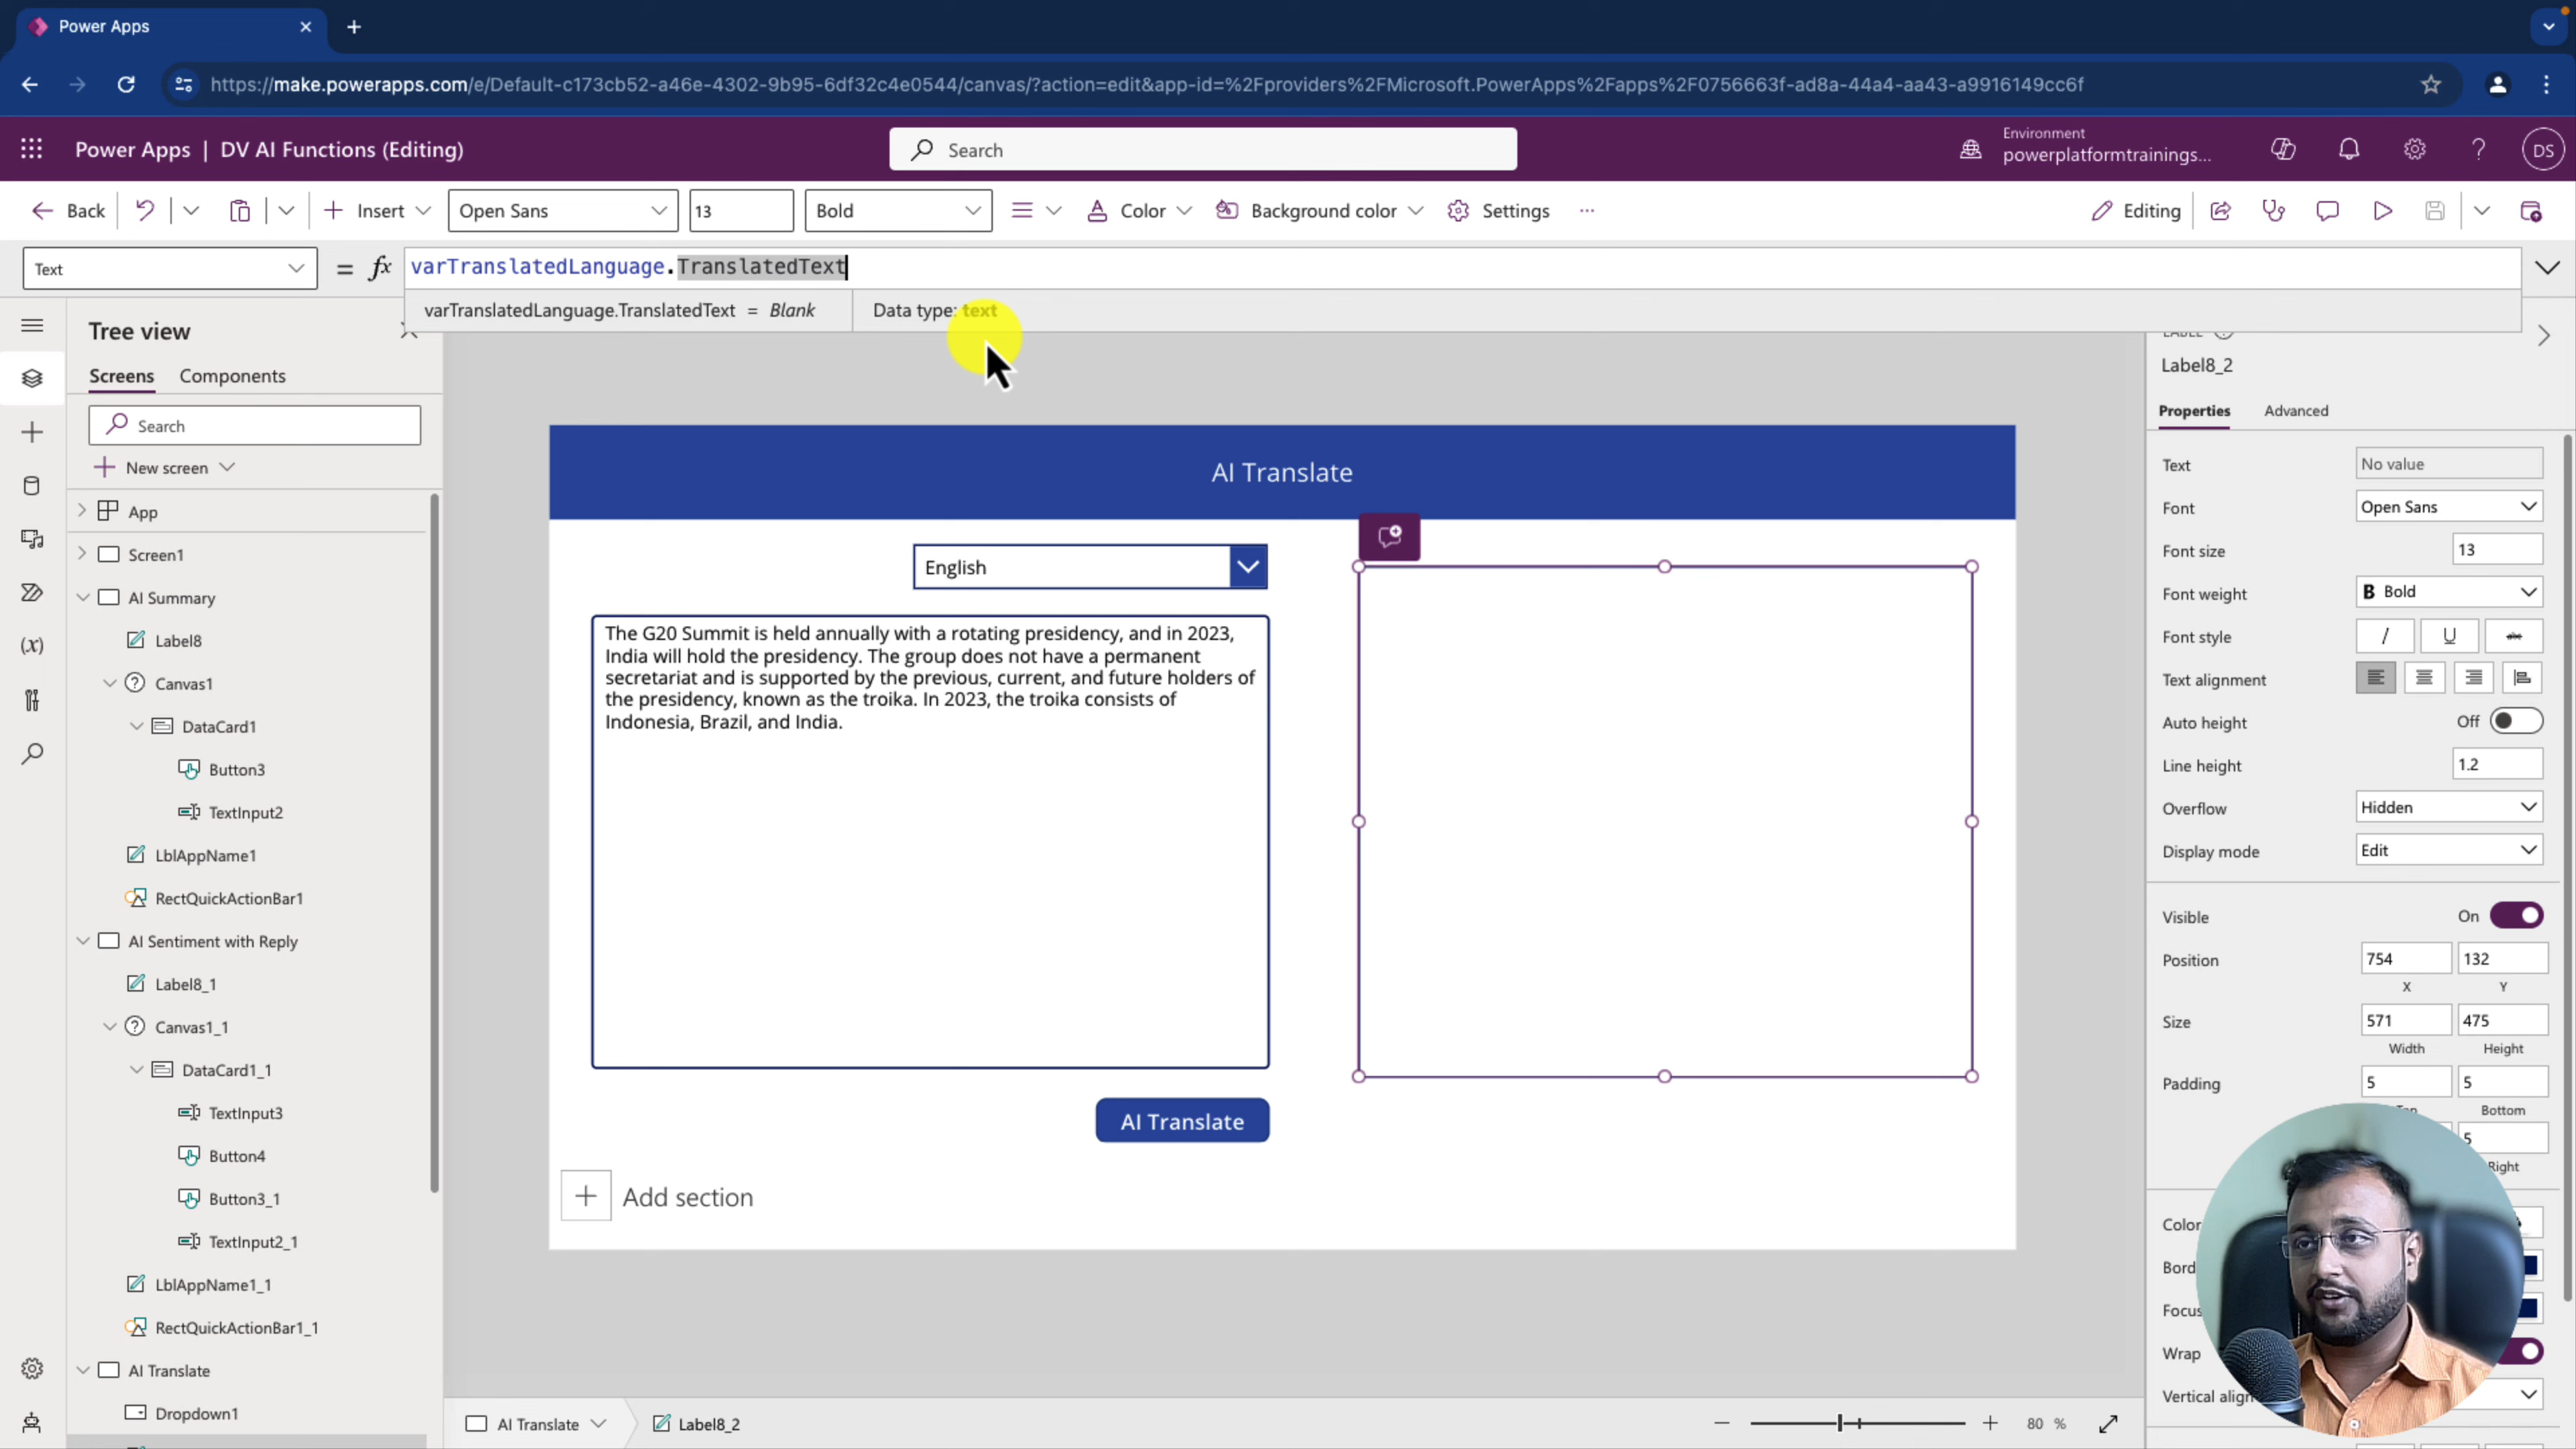 Power Apps
https://make.powerapps.com/e/Default-c173cb52-a46e-4302-9b95-6df32c4e0544/canvas/?action=edit&app-id=%2Fproviders%2FMicrosoft.PowerApps%2Fapps%2F0756663f-ad8a-44a4-aa43-a9916149cc6f
Power Apps | DV AI Functions (Editing)
Search
Environment
powerplatformtrainings...
DS
Back
Insert
Open Sans
13
Bold
Color
Background color
Settings
Editing
Text
= fx varTranslatedLanguage.TranslatedText
varTranslatedLanguage.TranslatedText = Blank
Data type: text
Tree view
Screens
Components
Search
New screen
App
Screen1
AI Summary
Label8
Canvas1
DataCard1
Button3
TextInput2
LblAppName1
RectQuickActionBar1
AI Sentiment with Reply
Label8_1
Canvas1_1
DataCard1_1
TextInput3
Button4
Button3_1
TextInput2_1
LblAppName1_1
RectQuickActionBar1_1
AI Translate
Dropdown1
AI Translate
English
The G20 Summit is held annually with a rotating presidency, and in 2023,
India will hold the presidency. The group does not have a permanent
secretariat and is supported by the previous, current, and future holders of
the presidency, known as the troika. In 2023, the troika consists of
Indonesia, Brazil, and India.
AI Translate
Add section
AI Translate
Label8_2
80 %
LABEL
Label8_2
Properties
Advanced
Text
No value
Font
Open Sans
Font size
13
Font weight
B Bold
Font style
Text alignment
Auto height
Off
Line height
1.2
Overflow
Hidden
Display mode
Edit
Visible
On
Position
754
132
X
Y
Size
571
475
Width
Height
Padding
5
5
Top
Bottom
5
Right
Color
Bord
Focus
Wrap
Vertical align